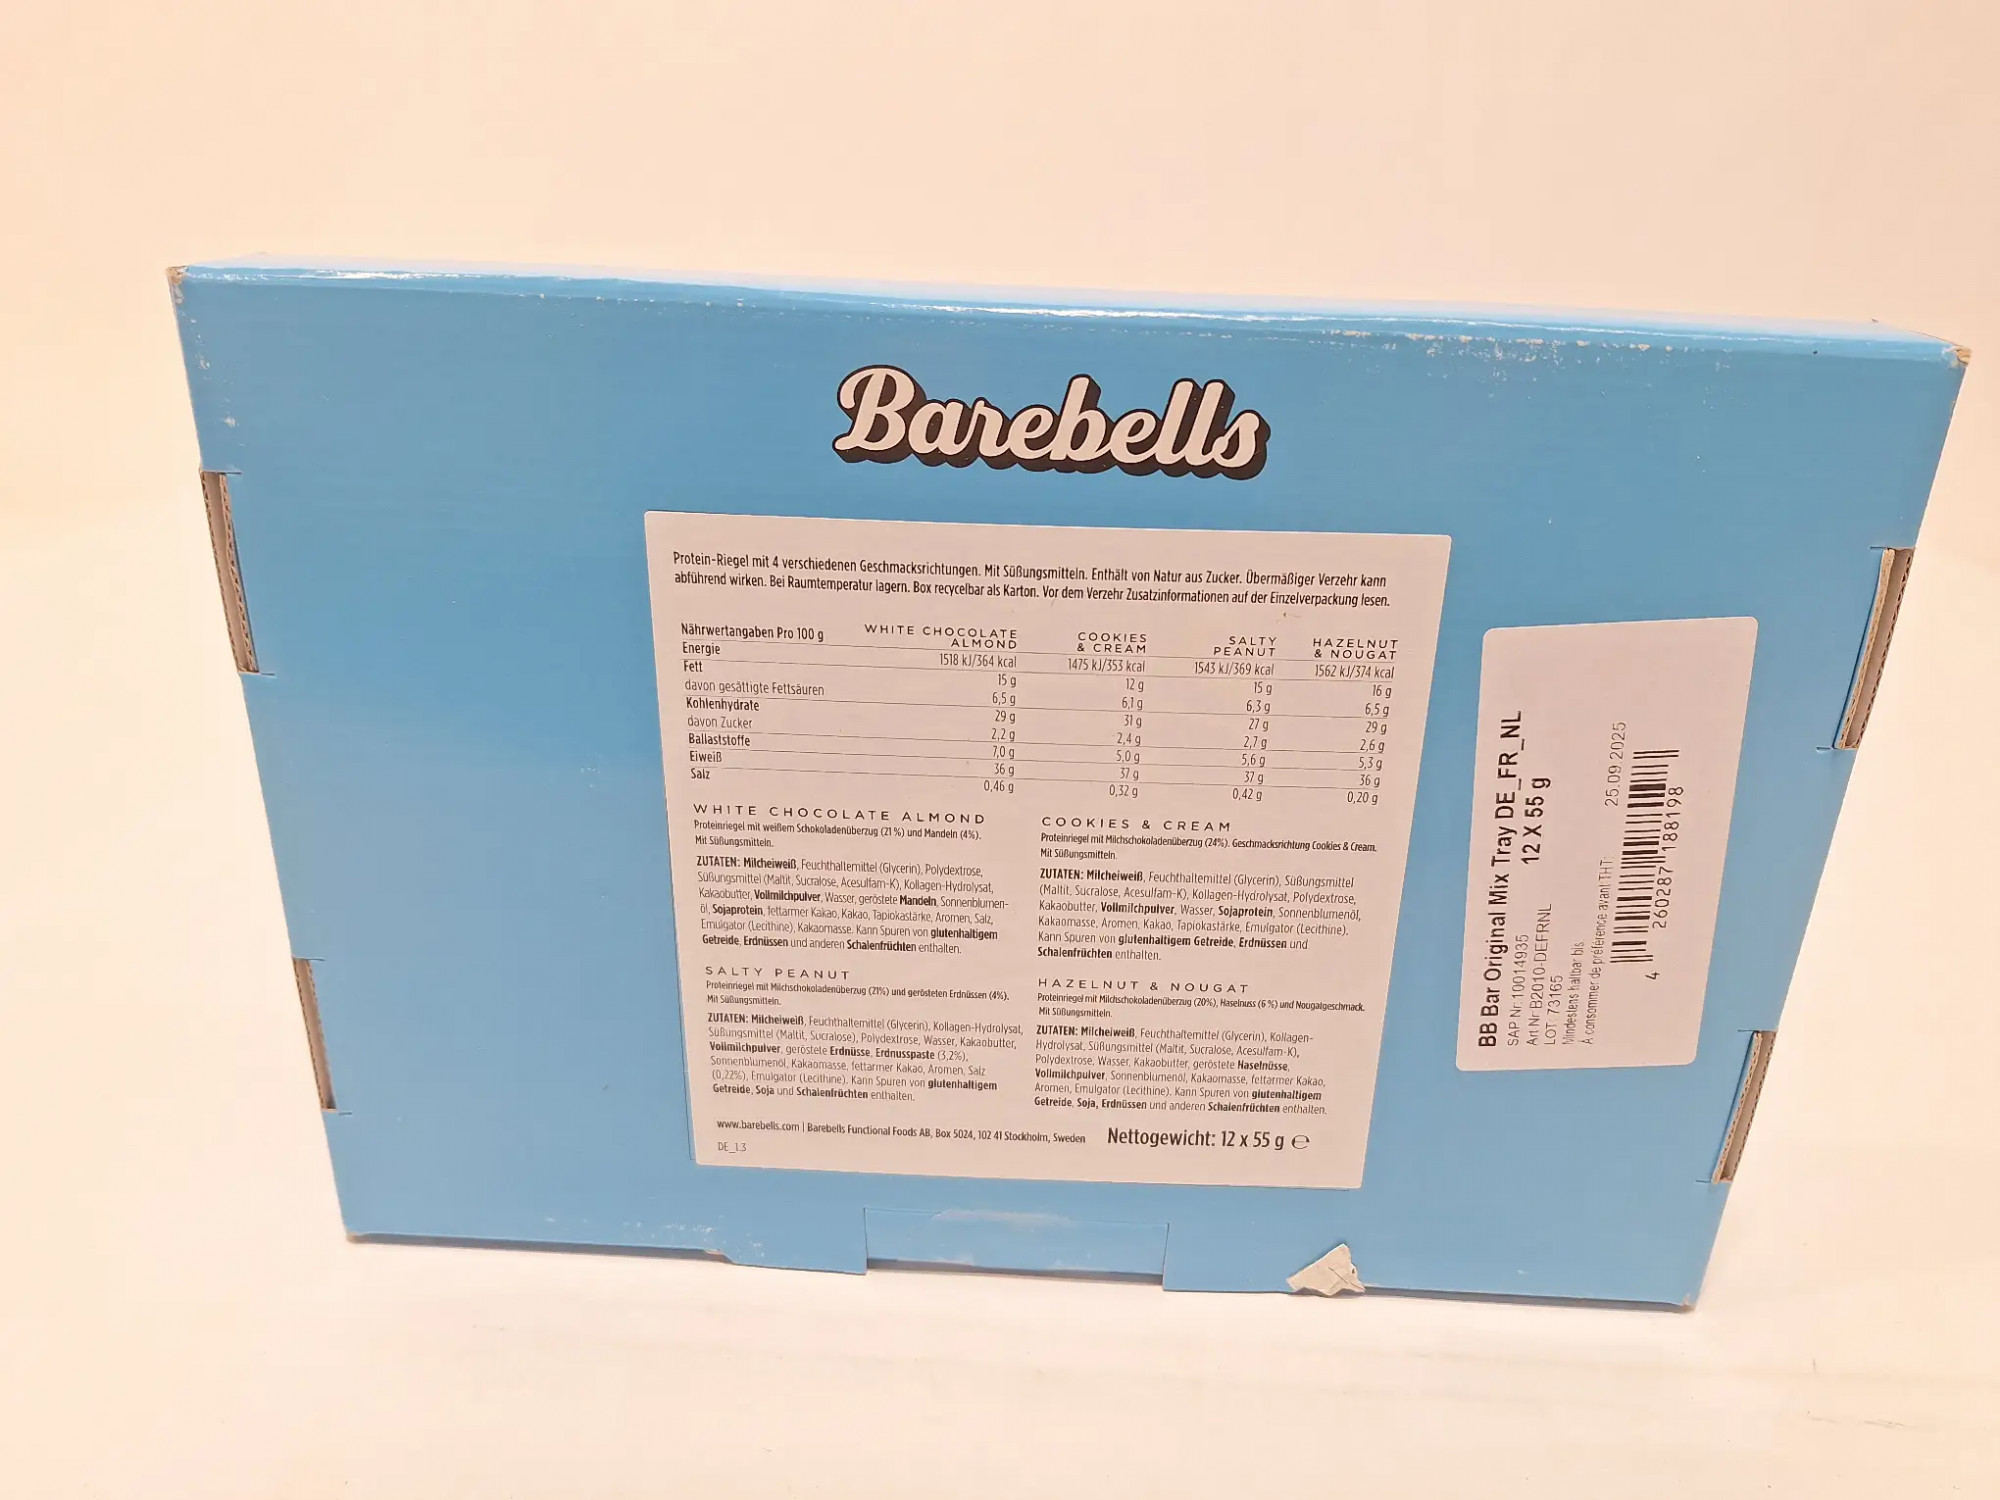 Barebells
Protein-Riegel mit 4 verschiedenen Geschmacksrichtungen. Mit Süßungsmitteln. Enthält von Natur aus Zucker. Übermäßiger Verzehr kann
abführend wirken. Bei Raumtemperatur lagern. Box recycelbar als Karton. Vor dem Verzehr Zusatzinformationen auf der Einzelverpackung lesen.
Nährwertangaben Pro 100 g WHITE CHOCOLATE ALMOND COOKIES & CREAM SALTY PEANUT HAZELNUT & NOUGAT
Energie 1518 kJ/364 kcal 1475 kJ/353 kcal 1543 kJ/369 kcal 1562 kJ/374 kcal
Fett 15 g 12 g 15 g 16 g
davon gesättigte Fettsäuren 6,5 g 6,1 g 6,3 g 6,5 g
Kohlenhydrate 29 g 31 g 27 g 29 g
davon Zucker 2,2 g 2,4 g 2,7 g 2,6 g
Ballaststoffe 7,0 g 5,0 g 5,6 g 5,3 g
Eiweiß 36 g 37 g 37 g 36 g
Salz 0,46 g 0,32 g 0,42 g 0,20 g
WHITE CHOCOLATE ALMOND
Proteinriegel mit weißem Schokoladenüberzug (21 %) und Mandeln (4%).
Mit Süßungsmitteln.
ZUTATEN: Milcheiweiß, Feuchthaltemittel (Glycerin), Polydextrose,
Süßungsmittel (Maltit, Sucralose, Acesulfam-K), Kollagen-Hydrolysat,
Kakaobutter, Vollmilchpulver, Wasser, geröstete Mandeln, Sonnenblumen-
öl, Sojaprotein, fettarmer Kakao, Kakao, Tapiokastärke, Aromen, Salz,
Emulgator (Lecithine), Kakaomasse. Kann Spuren von glutenhaltigem
Getreide, Erdnüssen und anderen Schalenfrüchten enthalten.
COOKIES & CREAM
Proteinriegel mit Milchschokoladenüberzug (24%). Geschmacksrichtung Cookies & Cream.
Mit Süßungsmitteln.
ZUTATEN: Milcheiweiß, Feuchthaltemittel (Glycerin), Süßungsmittel
(Maltit, Sucralose, Acesulfam-K), Kollagen-Hydrolysat, Polydextrose,
Kakaobutter, Vollmilchpulver, Wasser, Sojaprotein, Sonnenblumenöl,
Kakaomasse, Aromen, Kakao, Tapiokastärke, Emulgator (Lecithine).
Kann Spuren von glutenhaltigem Getreide, Erdnüssen und
Schalenfrüchten enthalten.
SALTY PEANUT
Proteinriegel mit Milchschokoladenüberzug (21%) und gerösteten Erdnüssen (4%).
Mit Süßungsmitteln.
ZUTATEN: Milcheiweiß, Feuchthaltemittel (Glycerin), Kollagen-Hydrolysat,
Süßungsmittel (Maltit, Sucralose), Polydextrose, Wasser, Kakaobutter,
Vollmilchpulver, geröstete Erdnüsse, Erdnusspaste (3,2%),
Sonnenblumenöl, Kakaomasse, fettarmer Kakao, Aromen, Salz
(0,22%), Emulgator (Lecithine). Kann Spuren von glutenhaltigem
Getreide, Soja und Schalenfrüchten enthalten.
HAZELNUT & NOUGAT
Proteinriegel mit Milchschokoladenüberzug (20%), Haselnuss (6 %) und Nougatgeschmack.
Mit Süßungsmitteln.
ZUTATEN: Milcheiweiß, Feuchthaltemittel (Glycerin), Kollagen-
Hydrolysat, Süßungsmittel (Maltit, Sucralose, Acesulfam-K),
Polydextrose, Wasser, Kakaobutter, geröstete Haselnüsse,
Vollmilchpulver, Sonnenblumenöl, Kakaomasse, fettarmer Kakao,
Aromen, Emulgator (Lecithine). Kann Spuren von glutenhaltigem
Getreide, Soja, Erdnüssen und anderen Schalenfrüchten enthalten.
www.barebells.com | Barebells Functional Foods AB, Box 5024, 102 41 Stockholm, Sweden
Nettogewicht: 12 x 55 g e
DE_1.3
BB Bar Original Mix Tray DE_FR_NL
12 X 55 g
SAP Nr. 10014935
Art Nr B2010-DEFRNL
LOT: 73165
Mindestens haltbar bis
À consommer de préférence avant THT: 25.09.2025
4 260287 188198